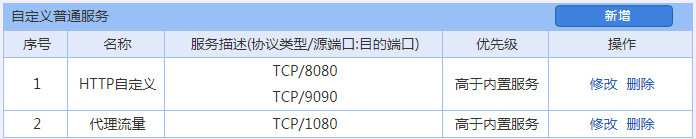 自定义普通服务 新增
序号 名称 服务描述(协议类型/源端口:目的端口) 优先级 操作
1 HTTP自定义 TCP/8080 高于内置服务 修改 删除
TCP/9090
2 代理流量 TCP/1080 高于内置服务 修改 删除